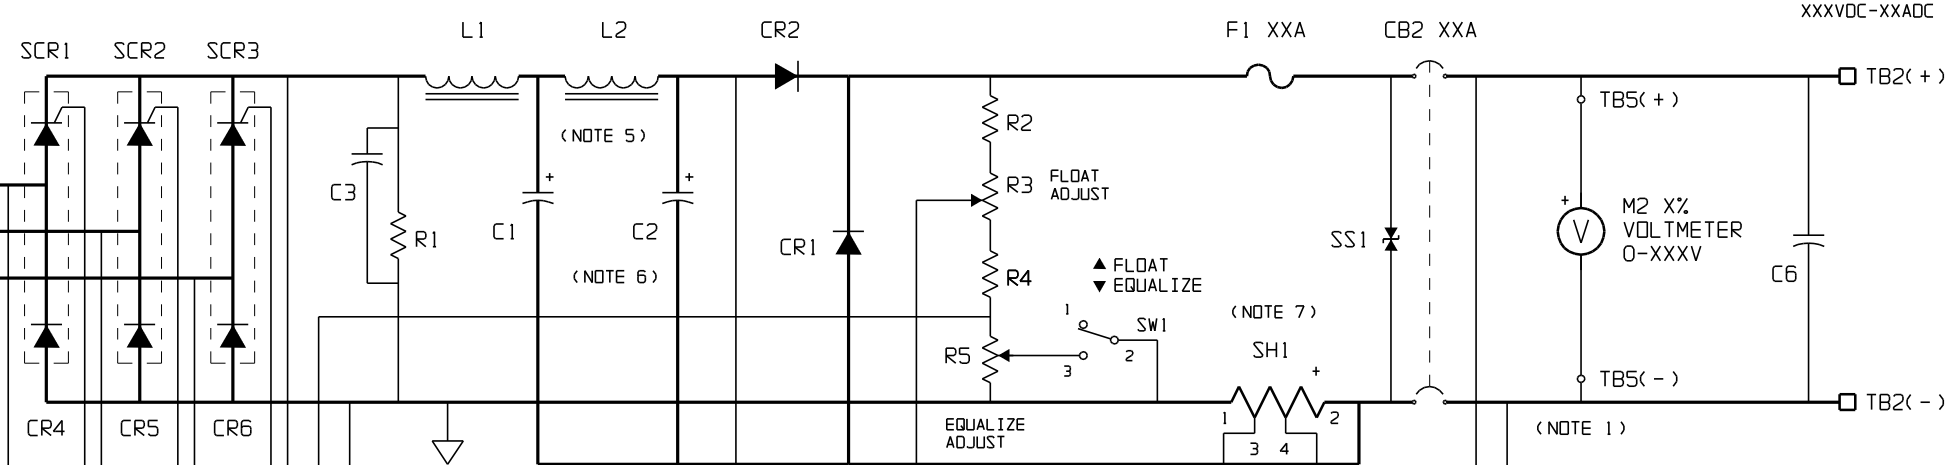 XXXVDC-XXADC
L1 L2 CR2 F1 XXA CB2 XXA
SCR1 SCR2 SCR3
TB2(+)
TB5(+)
(NOTE 5)
R2
+ +
C3
R3 FLOAT
ADJUST
+
M2 X%
VOLTMETER
0-XXXV
V
R1 C1 C2
CR1
SS1
(NOTE 6)
R4
▲ FLOAT
▼ EQUALIZE
C6
1
SW1
2
3
(NOTE 7)
SH1
+
R5
TB5(-)
TB2(-)
CR4 CR5 CR6
EQUALIZE
ADJUST
1 2
3 4
(NOTE 1)